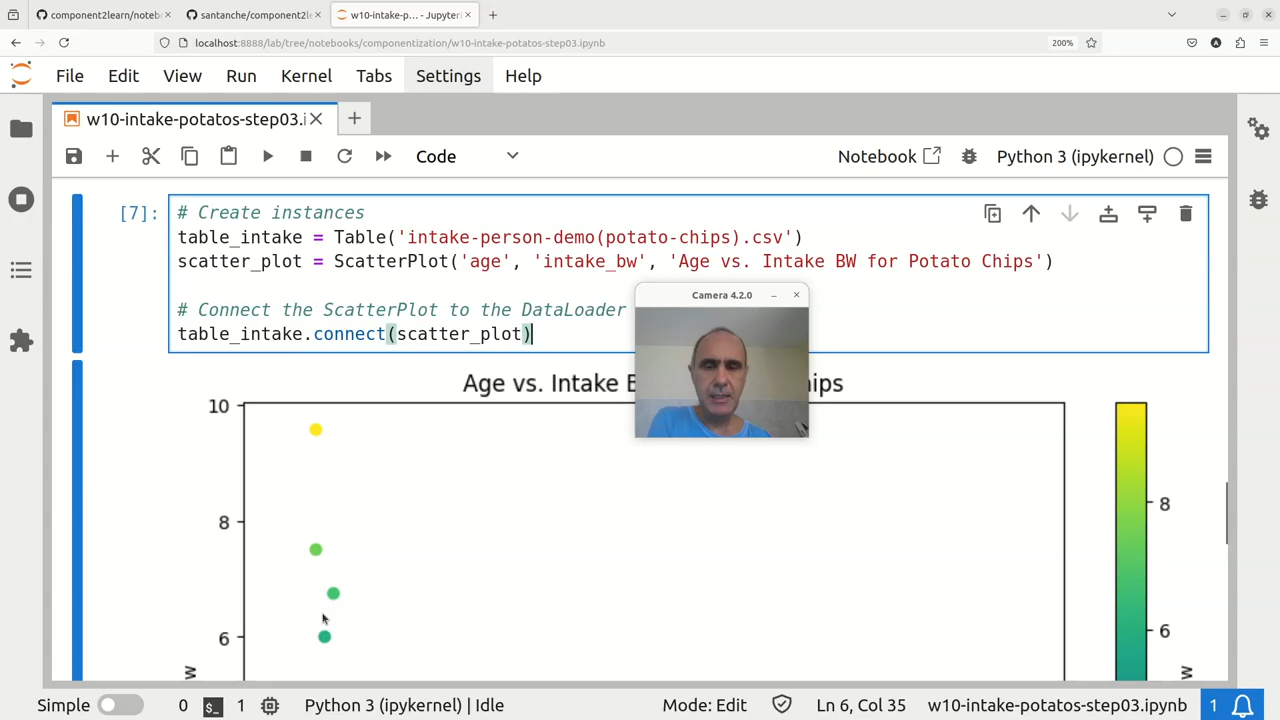 component2learn/noteb
santanche/component2le
w10-intake-p... - Jupyter
localhost:8888/lab/tree/notebooks/componentization/w10-intake-potatos-step03.ipynb
200%
File Edit View Run Kernel Tabs Settings Help
w10-intake-potatos-step03.i
Code
Notebook
Python 3 (ipykernel)
[7]:
# Create instances
table_intake = Table('intake-person-demo(potato-chips).csv')
scatter_plot = ScatterPlot('age', 'intake_bw', 'Age vs. Intake BW for Potato Chips')
# Connect the ScatterPlot to the DataLoader
table_intake.connect(scatter_plot)
Camera 4.2.0
Age vs. Intake B
hips
10
8
6
w
8
6
w
Simple
0
$_
1
Python 3 (ipykernel) | Idle
Mode: Edit
Ln 6, Col 35
w10-intake-potatos-step03.ipynb
1